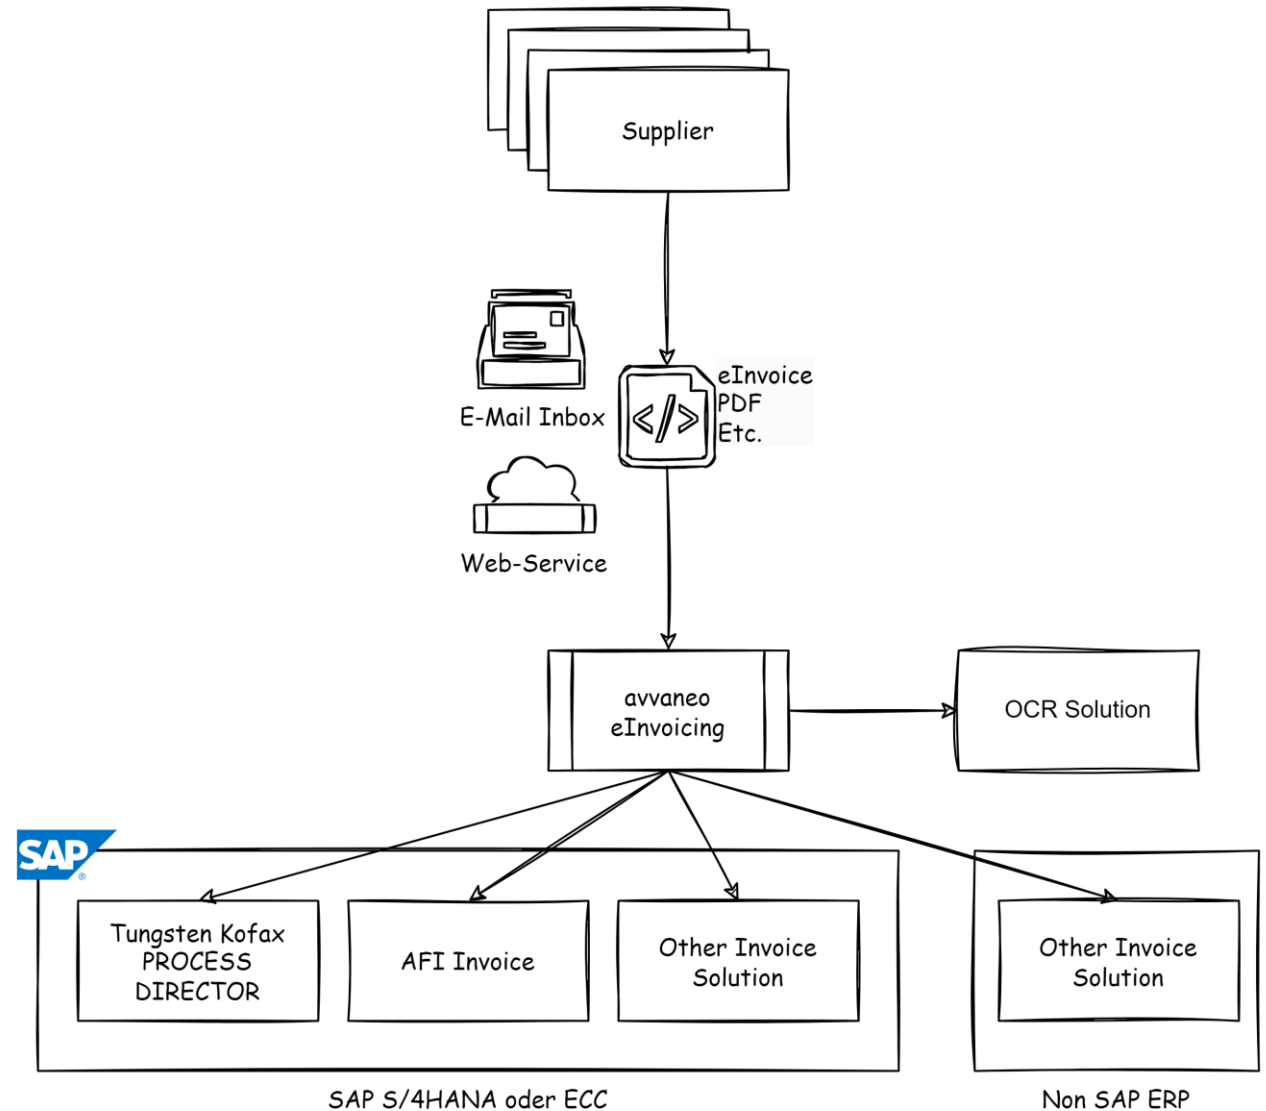 Supplier
eInvoice
PDF
Etc.
E-Mail Inbox
</>
Web-Service
avvaneo
eInvoicing
OCR Solution
SAP
®
Tungsten Kofax
PROCESS
DIRECTOR
AFI Invoice
Other Invoice
Solution
Other Invoice
Solution
SAP S/4HANA oder ECC
Non SAP ERP